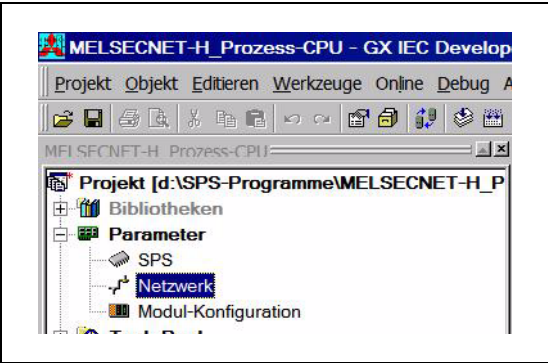 MELSECNET-H_Prozess-CPU - GX IEC Develop
Projekt Objekt Editieren Werkzeuge Online Debug A
MELSECNET-H_Prozess-CPU
Projekt [d:\SPS-Programme\MELSECNET-H_P
Bibliotheken
Parameter
SPS
Netzwerk
Modul-Konfiguration